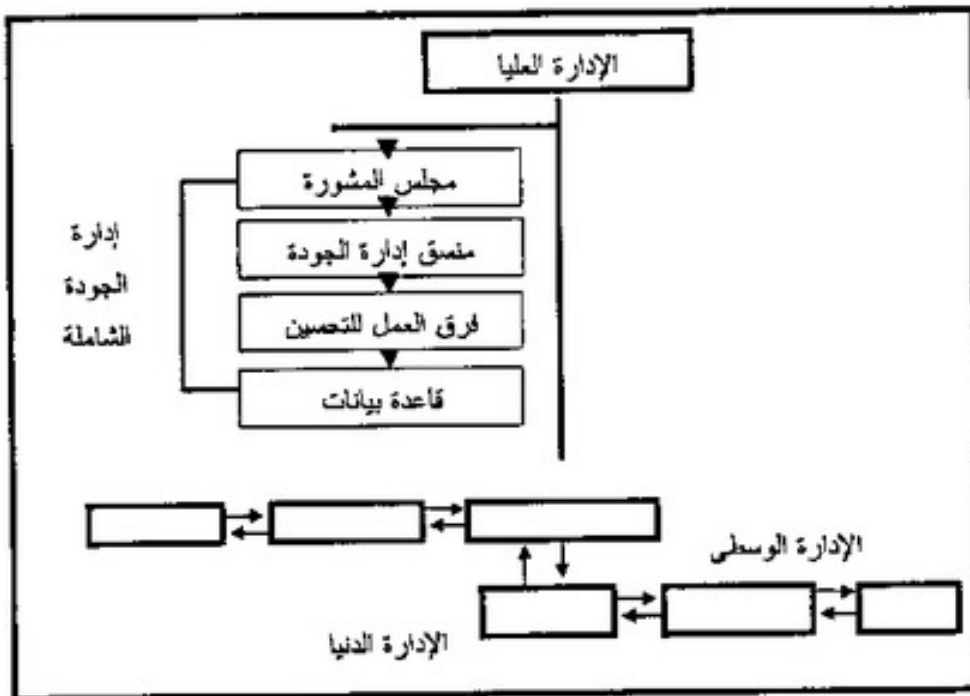 الإدارة العليا
مجلس المشورة
منسق إدارة الجودة
فرق العمل للتحسين
قاعدة بيانات
إدارة
الجودة
الشاملة
الإدارة الوسطى
الإدارة الدنيا